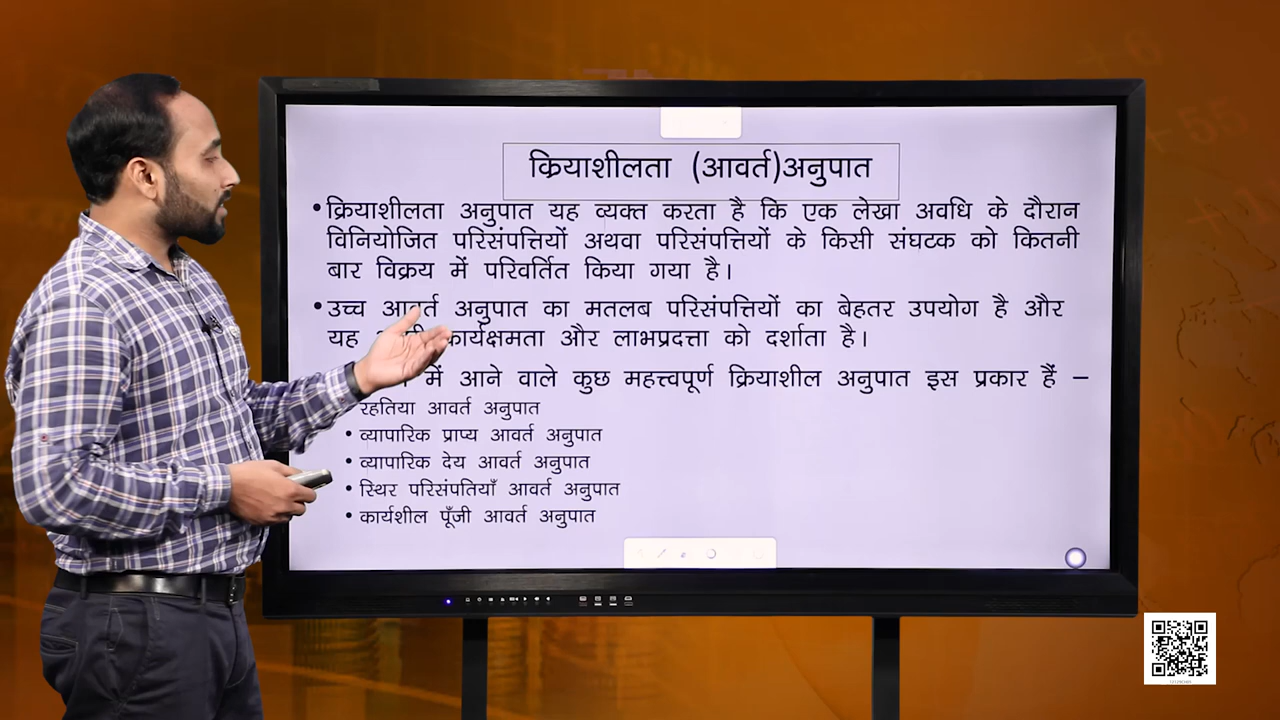 क्रियाशीलता (आवर्त)अनुपात
• क्रियाशीलता अनुपात यह व्यक्त करता है कि एक लेखा अवधि के दौरान
विनियोजित परिसंपत्तियों अथवा परिसंपत्तियों के किसी संघटक को कितनी
बार विक्रय में परिवर्तित किया गया है।
• उच्च आवर्त अनुपात का मतलब परिसंपत्तियों का बेहतर उपयोग है और
यह कार्यक्षमता और लाभप्रदत्ता को दर्शाता है।
में आने वाले कुछ महत्त्वपूर्ण क्रियाशील अनुपात इस प्रकार हैं –
रहतिया आवर्त अनुपात
• व्यापारिक प्राप्य आवर्त अनुपात
• व्यापारिक देय आवर्त अनुपात
• स्थिर परिसंपतियाँ आवर्त अनुपात
• कार्यशील पूँजी आवर्त अनुपात